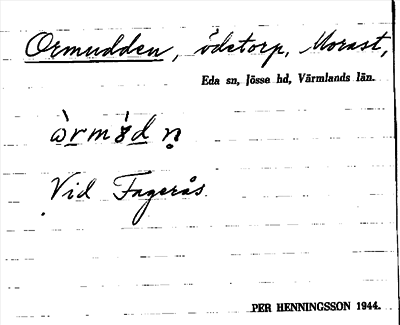 Ormudden, ödetorp, Morast,
Eda sn, Jösse hd, Värmlands län.
Vid Fagerås.
PER HENNINGSSON 1944.